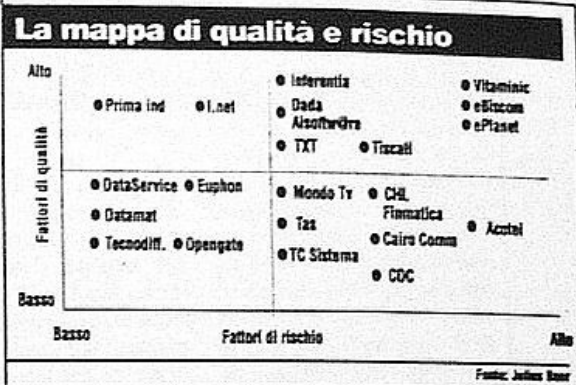 La mappa di qualità e rischio
Alto
Fattori di qualità
Basso
Prima ind
I.net
Inferentia
Dada
Aisoftw@re
TXT
Tiscali
Vitaminic
eBiscom
ePlanet
DataService
Euphon
Datamat
Tecnodiff.
Opengate
Mondo Tv
CHL
Finmatica
Tas
Cairo Comm
TC Sistema
CDC
Acotel
Basso
Fattori di rischio
Alto
Fonte: Julius Baer